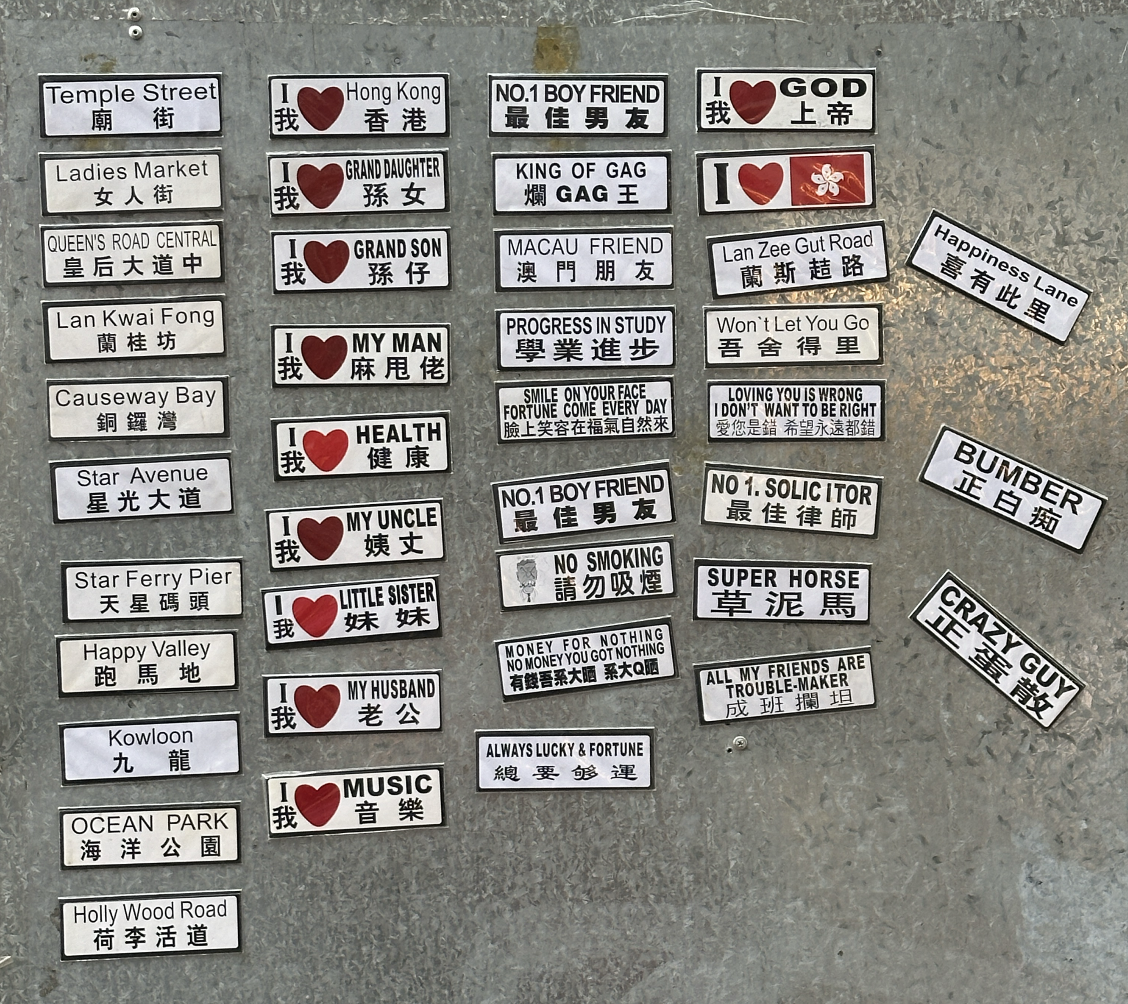 Temple Street
廟 街
Ladies Market
女人街
QUEEN'S ROAD CENTRAL
皇后大道中
Lan Kwai Fong
蘭桂坊
Causeway Bay
銅鑼灣
Star Avenue
星光大道
Star Ferry Pier
天星碼頭
Happy Valley
跑馬地
Kowloon
九 龍
OCEAN PARK
海洋公園
Holly Wood Road
荷李活道
I Hong Kong
我 香港
I GRAND DAUGHTER
我 孫女
I GRAND SON
我 孫仔
I MY MAN
我 麻甩佬
I HEALTH
我 健康
I MY UNCLE
我 姨丈
I LITTLE SISTER
我 妹妹
I MY HUSBAND
我 老公
I MUSIC
我 音樂
NO.1 BOY FRIEND
最佳男友
KING OF GAG
爛GAG王
MACAU FRIEND
澳門朋友
PROGRESS IN STUDY
學業進步
SMILE ON YOUR FACE
FORTUNE COME EVERY DAY
臉上笑容在福氣自然來
NO.1 BOY FRIEND
最佳男友
NO SMOKING
請勿吸煙
MONEY FOR NOTHING
NO MONEY YOU GOT NOTHING
有錢吾系大晒 系大Q晒
ALWAYS LUCKY & FORTUNE
總要够運
I GOD
我 上帝
I
Lan Zee Gut Road
蘭斯趌路
Won`t Let You Go
吾舍得里
LOVING YOU IS WRONG
I DON'T WANT TO BE RIGHT
愛您是錯 希望永遠都錯
NO 1. SOLICITOR
最佳律師
SUPER HORSE
草泥馬
ALL MY FRIENDS ARE
TROUBLE-MAKER
成班攔坦
Happiness Lane
喜有此里
BUMBER
正白痴
CRAZY GUY
正蛋散